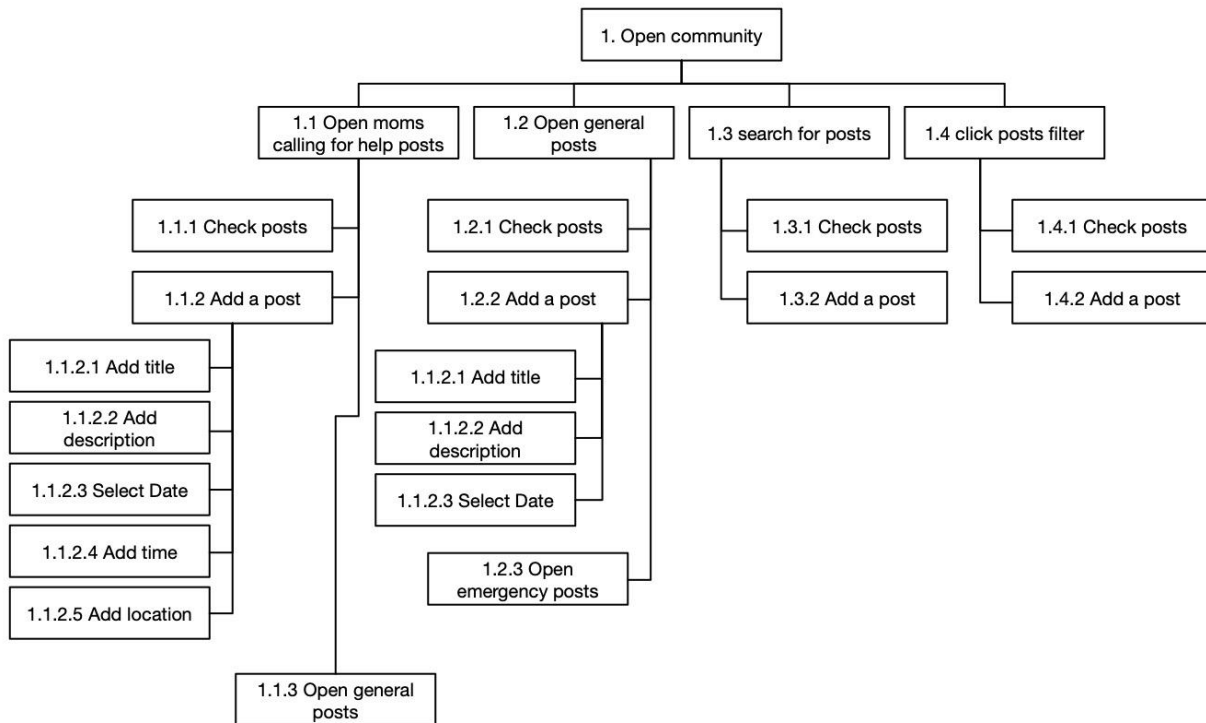 1. Open community
1.1 Open moms
calling for help posts
1.2 Open general
posts
1.3 search for posts
1.4 click posts filter
1.1.1 Check posts
1.2.1 Check posts
1.3.1 Check posts
1.4.1 Check posts
1.1.2 Add a post
1.2.2 Add a post
1.3.2 Add a post
1.4.2 Add a post
1.1.2.1 Add title
1.1.2.1 Add title
1.1.2.2 Add
description
1.1.2.2 Add
description
1.1.2.3 Select Date
1.1.2.3 Select Date
1.1.2.4 Add time
1.2.3 Open
emergency posts
1.1.2.5 Add location
1.1.3 Open general
posts